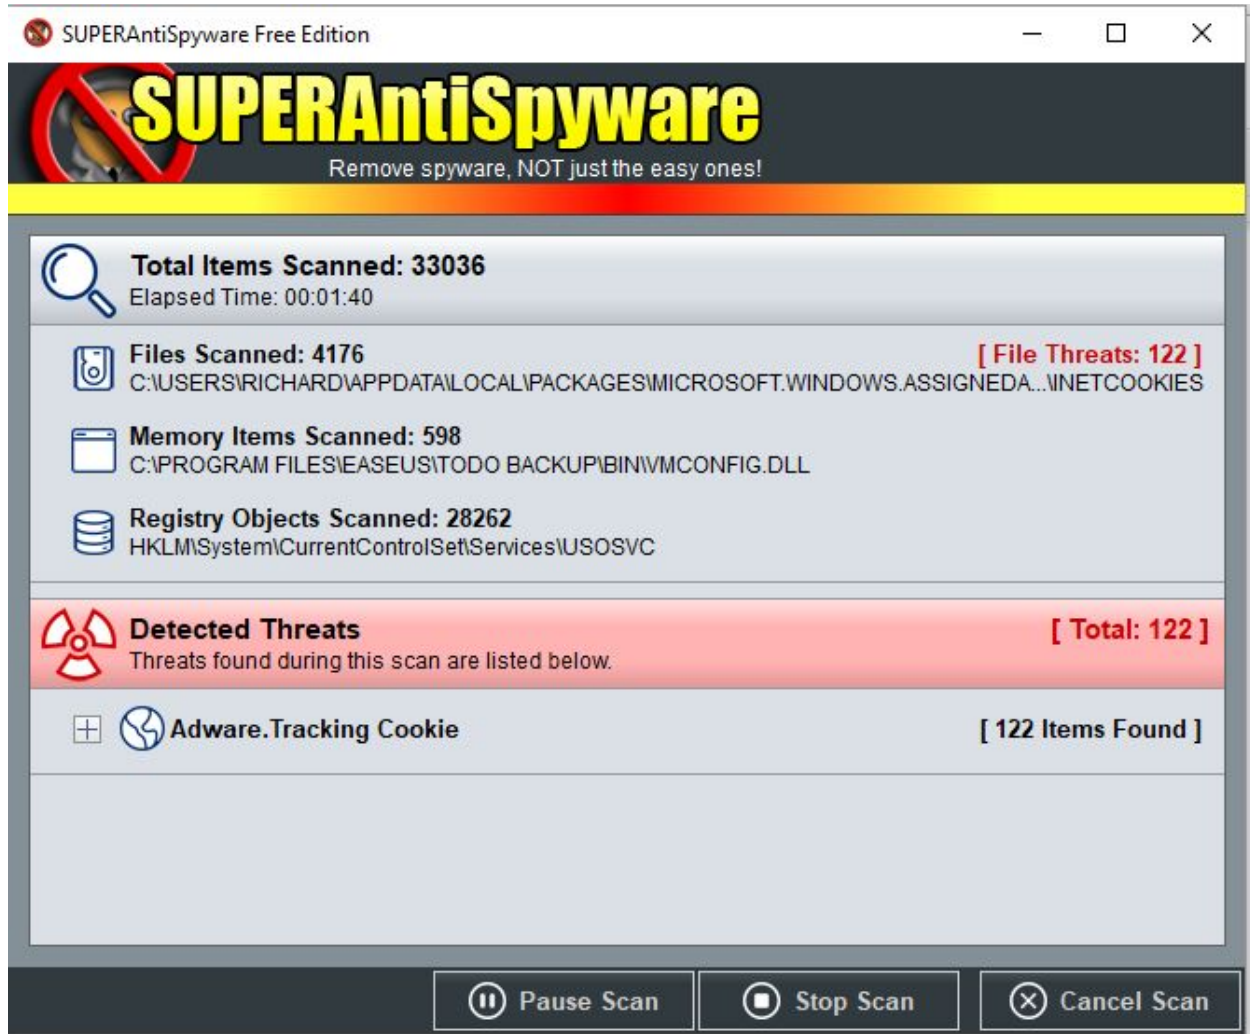 SUPERAntiSpyware Free Edition
SUPERAntiSpyware
Remove spyware, NOT just the easy ones!
Total Items Scanned: 33036
Elapsed Time: 00:01:40
Files Scanned: 4176 [ File Threats: 122 ]
C:\USERS\RICHARD\APPDATA\LOCAL\PACKAGES\MICROSOFT.WINDOWS.ASSIGNEDA...\INETCOOKIES
Memory Items Scanned: 598
C:\PROGRAM FILES\EASEUS\TODO BACKUP\BIN\VMCONFIG.DLL
Registry Objects Scanned: 28262
HKLM\System\CurrentControlSet\Services\USOSVC
Detected Threats [ Total: 122 ]
Threats found during this scan are listed below.
Adware.Tracking Cookie [ 122 Items Found ]
Pause Scan Stop Scan Cancel Scan